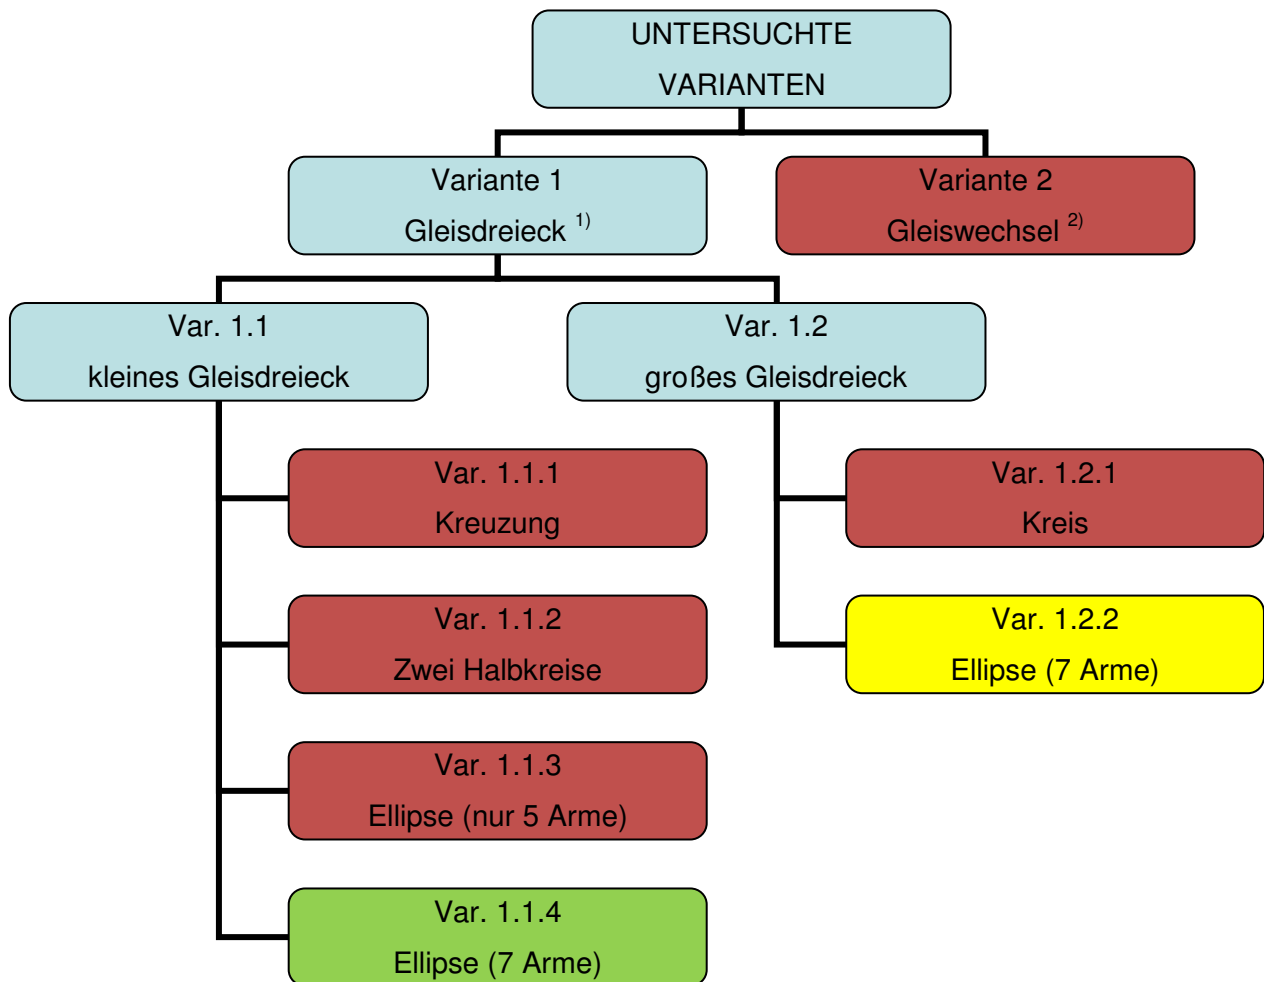 UNTERSUCHTE
VARIANTEN
Variante 1
Gleisdreieck 1)
Variante 2
Gleiswechsel 2)
Var. 1.1
kleines Gleisdreieck
Var. 1.2
großes Gleisdreieck
Var. 1.1.1
Kreuzung
Var. 1.2.1
Kreis
Var. 1.1.2
Zwei Halbkreise
Var. 1.2.2
Ellipse (7 Arme)
Var. 1.1.3
Ellipse (nur 5 Arme)
Var. 1.1.4
Ellipse (7 Arme)